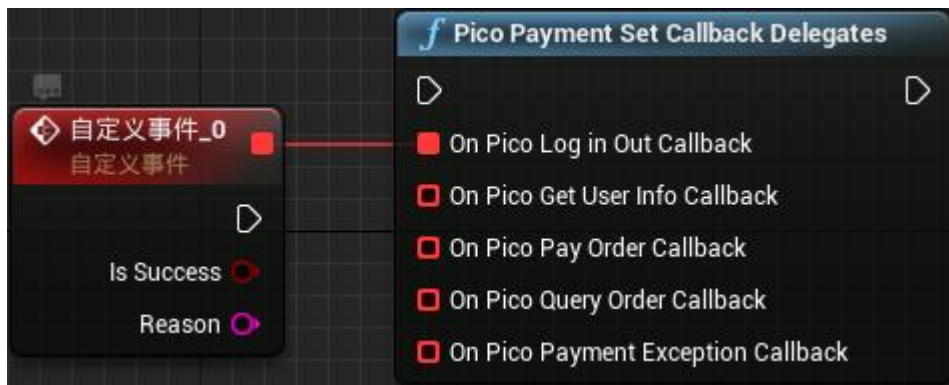 自定义事件_0
自定义事件
Is Success
Reason
f Pico Payment Set Callback Delegates
On Pico Log in Out Callback
On Pico Get User Info Callback
On Pico Pay Order Callback
On Pico Query Order Callback
On Pico Payment Exception Callback